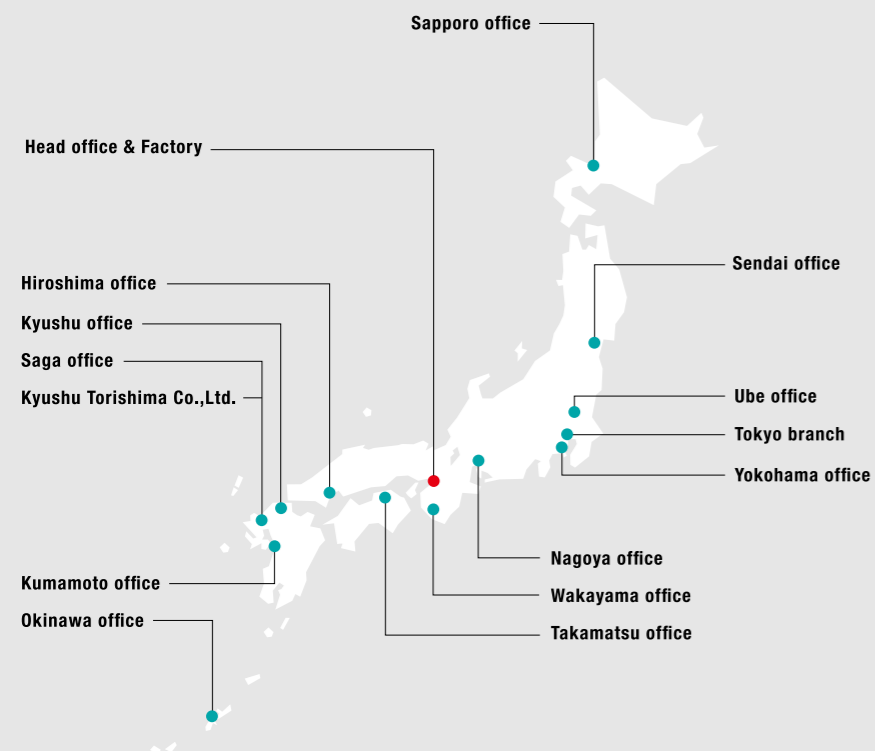 Sapporo office
Head office & Factory
Sendai office
Hiroshima office
Kyushu office
Saga office
Kyushu Torishima Co.,Ltd.
Ube office
Tokyo branch
Yokohama office
Nagoya office
Kumamoto office
Wakayama office
Okinawa office
Takamatsu office